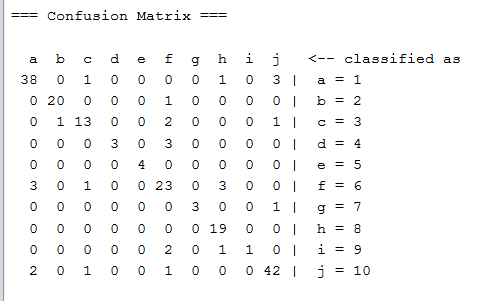 === Confusion Matrix ===
a b c d e f g h i j <-- classified as
38 0 1 0 0 0 0 1 0 3 | a = 1
0 20 0 0 0 1 0 0 0 0 | b = 2
0 1 13 0 0 2 0 0 0 1 | c = 3
0 0 0 3 0 3 0 0 0 0 | d = 4
0 0 0 0 4 0 0 0 0 0 | e = 5
3 0 1 0 0 23 0 3 0 0 | f = 6
0 0 0 0 0 0 3 0 0 1 | g = 7
0 0 0 0 0 0 0 19 0 0 | h = 8
0 0 0 0 0 2 0 1 1 0 | i = 9
2 0 1 0 0 1 0 0 0 42 | j = 10